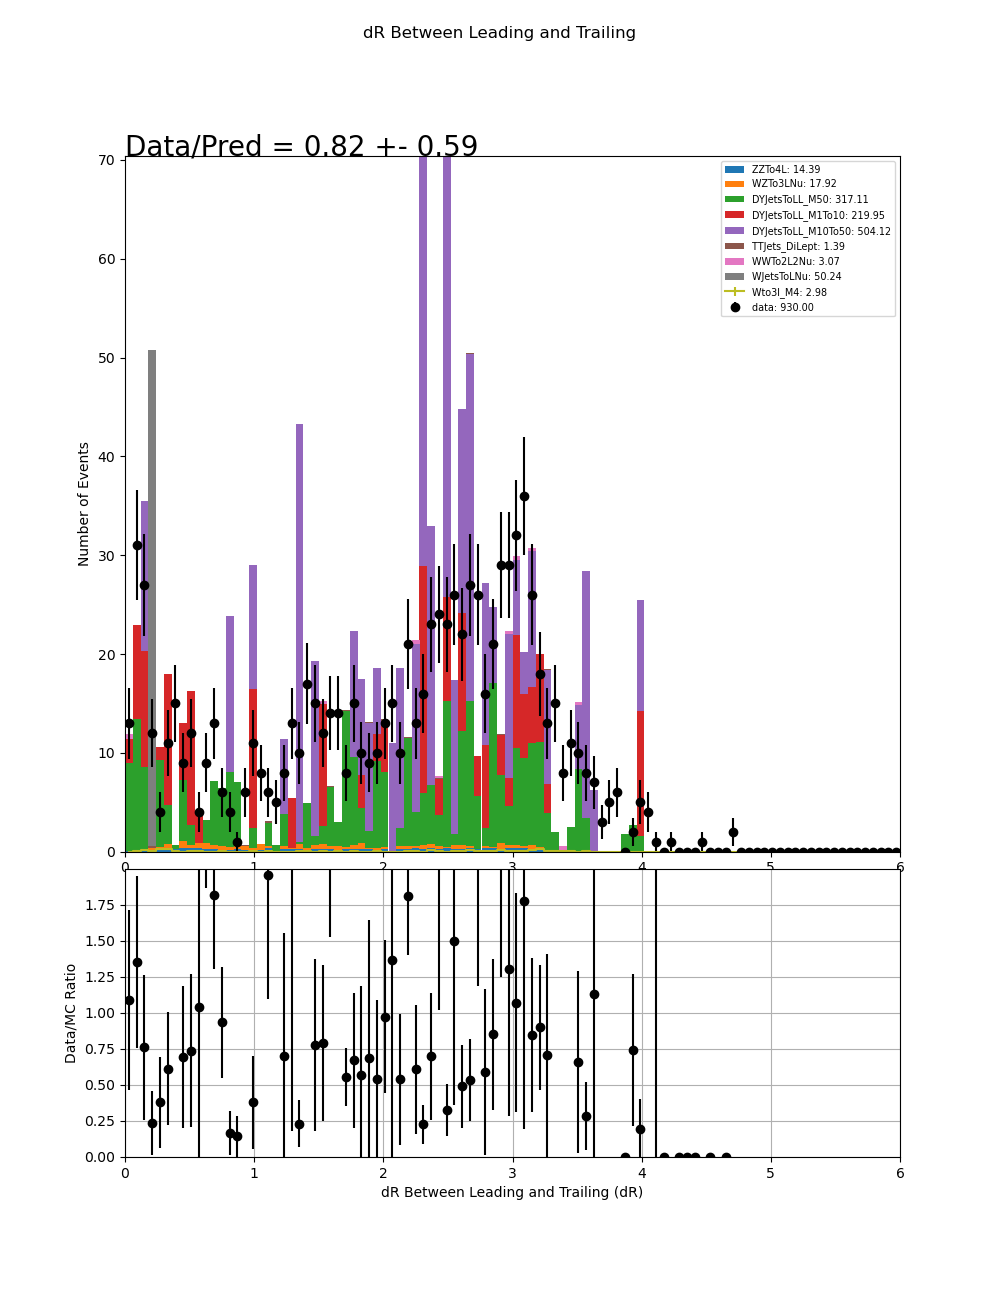 dR Between Leading and Trailing
Data/Pred = 0.82 +- 0.59
70
60
50
40
30
20
10
0
Number of Events
ZZTo4L: 14.39
WZTo3LNu: 17.92
DYJetsToLL_M50: 317.11
DYJetsToLL_M1To10: 219.95
DYJetsToLL_M10To50: 504.12
TTJets_DiLept: 1.39
WWTo2L2Nu: 3.07
WJetsToLNu: 50.24
Wto3l_M4: 2.98
data: 930.00
0 1 2 3 4 5 6
1.75
1.50
1.25
1.00
0.75
0.50
0.25
0.00
Data/MC Ratio
0 1 2 3 4 5 6
dR Between Leading and Trailing (dR)